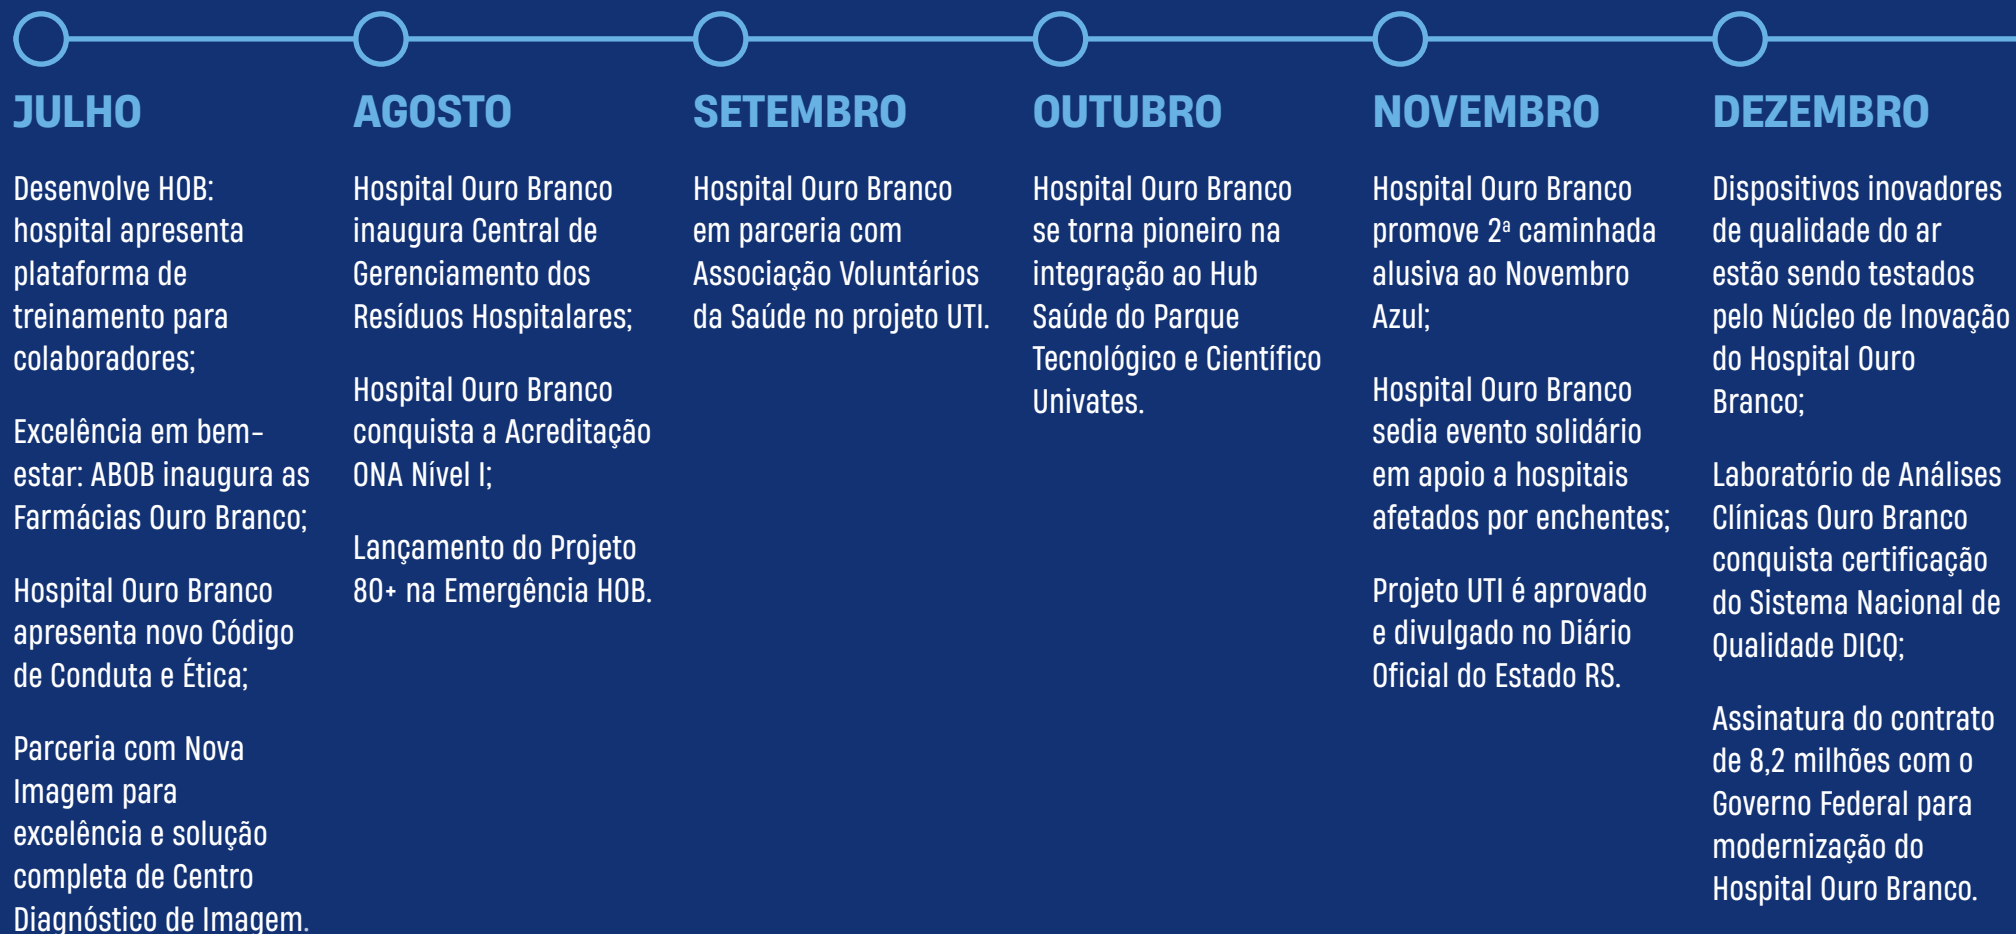 JULHO
Desenvolve HOB:
hospital apresenta
plataforma de
treinamento para
colaboradores;
Excelência em bem-
estar: ABOB inaugura as
Farmácias Ouro Branco;
Hospital Ouro Branco
apresenta novo Código
de Conduta e Ética;
Parceria com Nova
Imagem para
excelência e solução
completa de Centro
Diagnóstico de Imagem.
AGOSTO
Hospital Ouro Branco
inaugura Central de
Gerenciamento dos
Resíduos Hospitalares;
Hospital Ouro Branco
conquista a Acreditação
ONA Nível I;
Lançamento do Projeto
80+ na Emergência HOB.
SETEMBRO
Hospital Ouro Branco
em parceria com
Associação Voluntários
da Saúde no projeto UTI.
OUTUBRO
Hospital Ouro Branco
se torna pioneiro na
integração ao Hub
Saúde do Parque
Tecnológico e Científico
Univates.
NOVEMBRO
Hospital Ouro Branco
promove 2ª caminhada
alusiva ao Novembro
Azul;
Hospital Ouro Branco
sedia evento solidário
em apoio a hospitais
afetados por enchentes;
Projeto UTI é aprovado
e divulgado no Diário
Oficial do Estado RS.
DEZEMBRO
Dispositivos inovadores
de qualidade do ar
estão sendo testados
pelo Núcleo de Inovação
do Hospital Ouro
Branco;
Laboratório de Análises
Clínicas Ouro Branco
conquista certificação
do Sistema Nacional de
Qualidade DICQ;
Assinatura do contrato
de 8,2 milhões com o
Governo Federal para
modernização do
Hospital Ouro Branco.